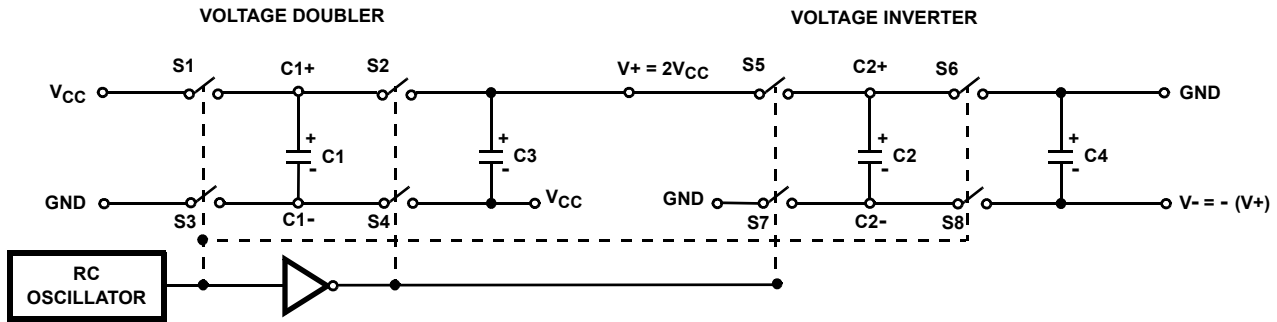 VOLTAGE DOUBLER
VOLTAGE INVERTER
S1
C1+
S2
V+ = 2VCC
S5
C2+
S6
VCC
GND
+
C1
-
+
C3
-
+
C2
-
+
C4
-
GND
S3
C1-
S4
VCC
GND
S7
C2-
S8
V- = - (V+)
RC
OSCILLATOR